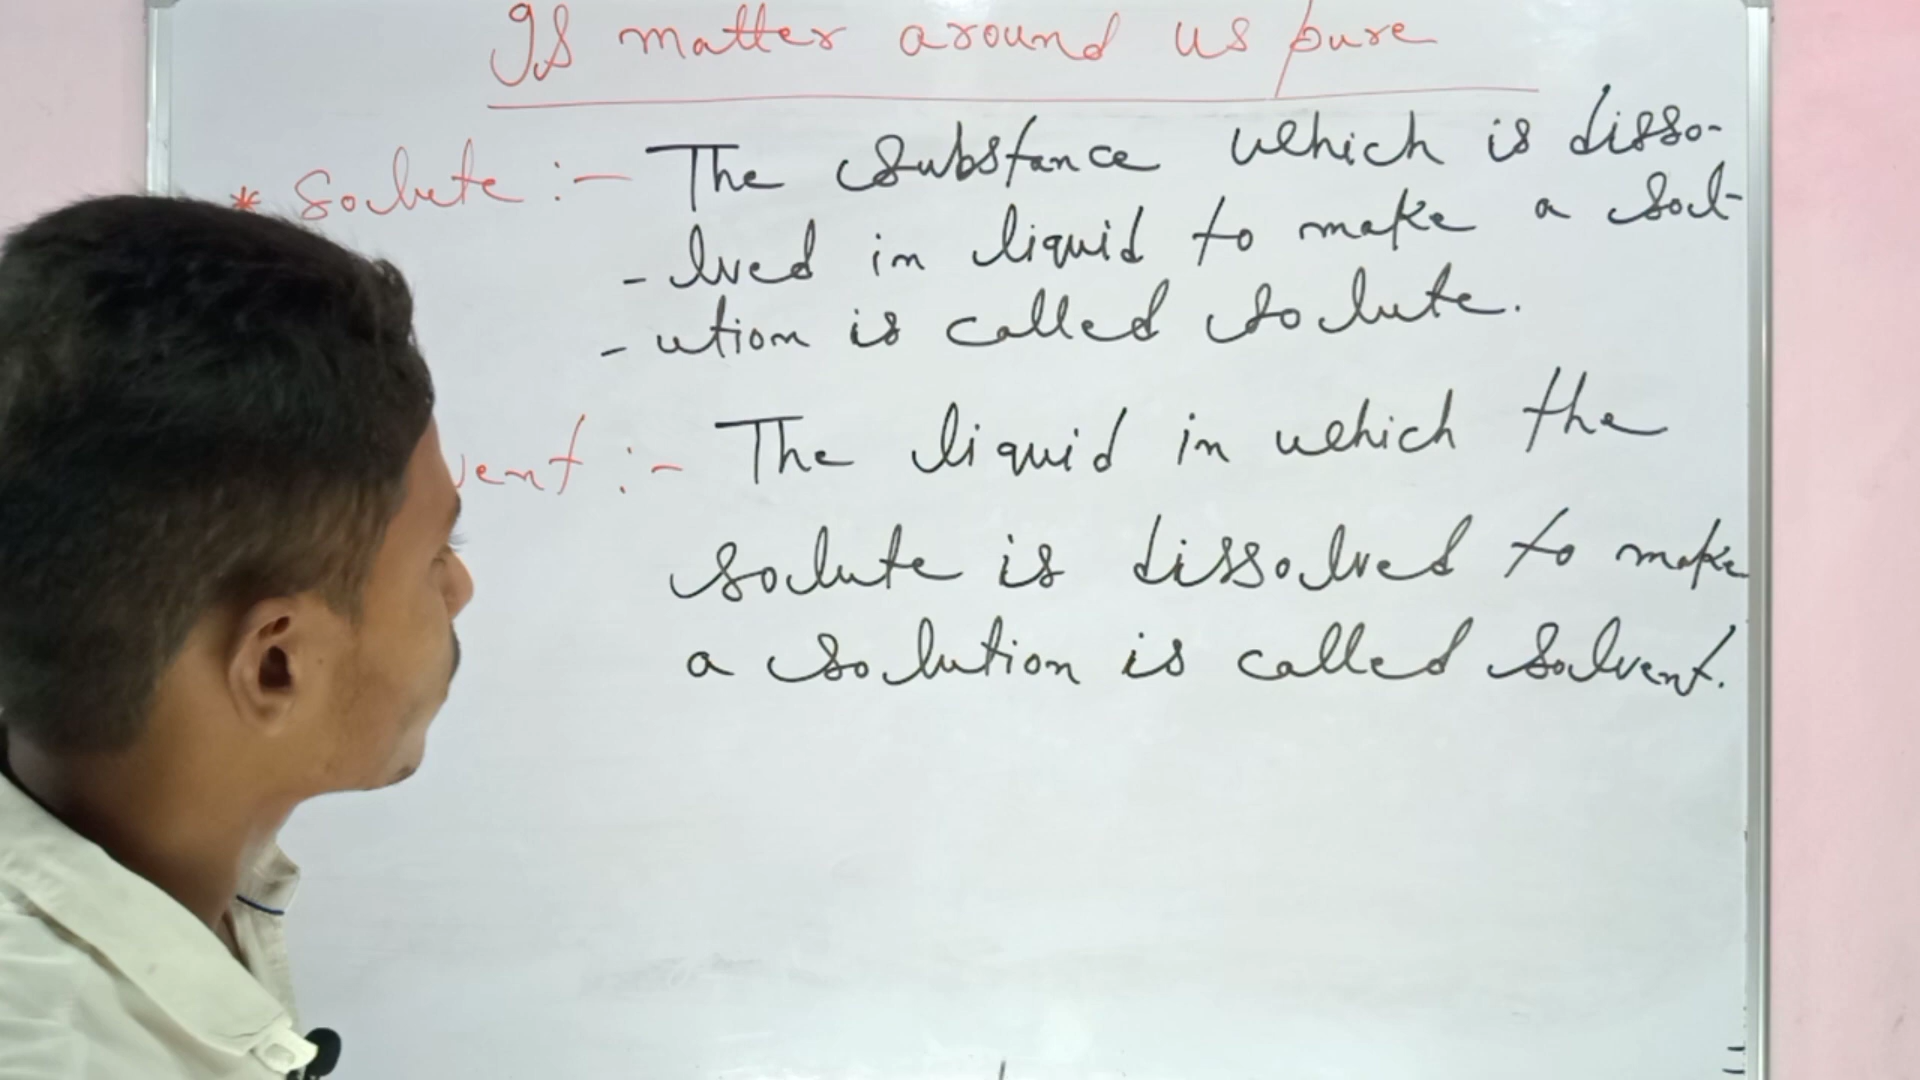 Is matter around us pure
* Solute :- The substance which is disso-
- lved in liquid to make a sol-
- ution is called solute.
vent :- The liquid in which the
solute is dissolved to make
a solution is called solvent.